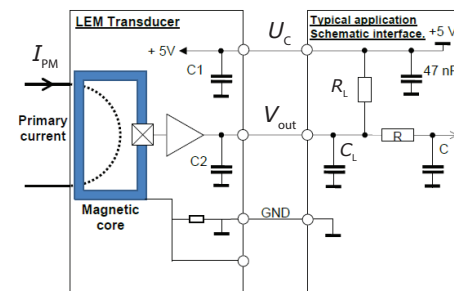 LEM Transducer
Typical application
Schematic interface.
+5 V
I PM
+ 5V
U C
C1
47 nF
R L
Primary
current
V out
R
C2
C L
C
GND
Magnetic
core